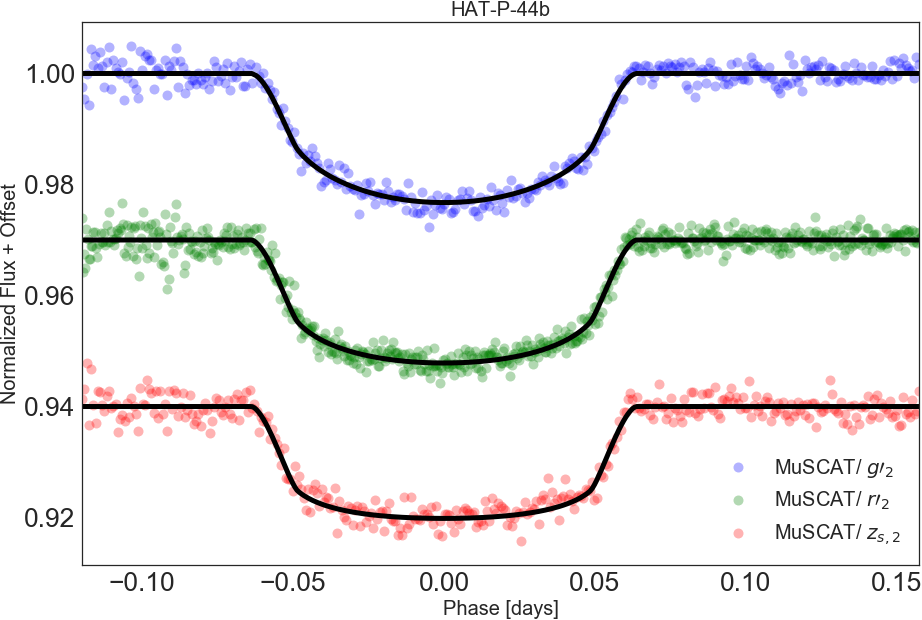 HAT-P-44b
Normalized Flux + Offset
1.00
0.98
0.96
0.94
0.92
MuSCAT/ g′₂
MuSCAT/ r′₂
MuSCAT/ z_{s,2}
−0.10 −0.05 0.00 0.05 0.10 0.15
Phase [days]